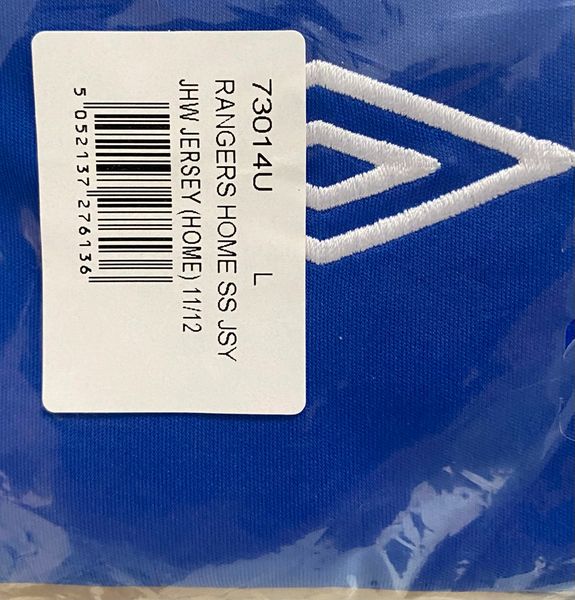 73014U L
RANGERS HOME SS JSY
JHW JERSEY (HOME) 11/12
5 052137 276136